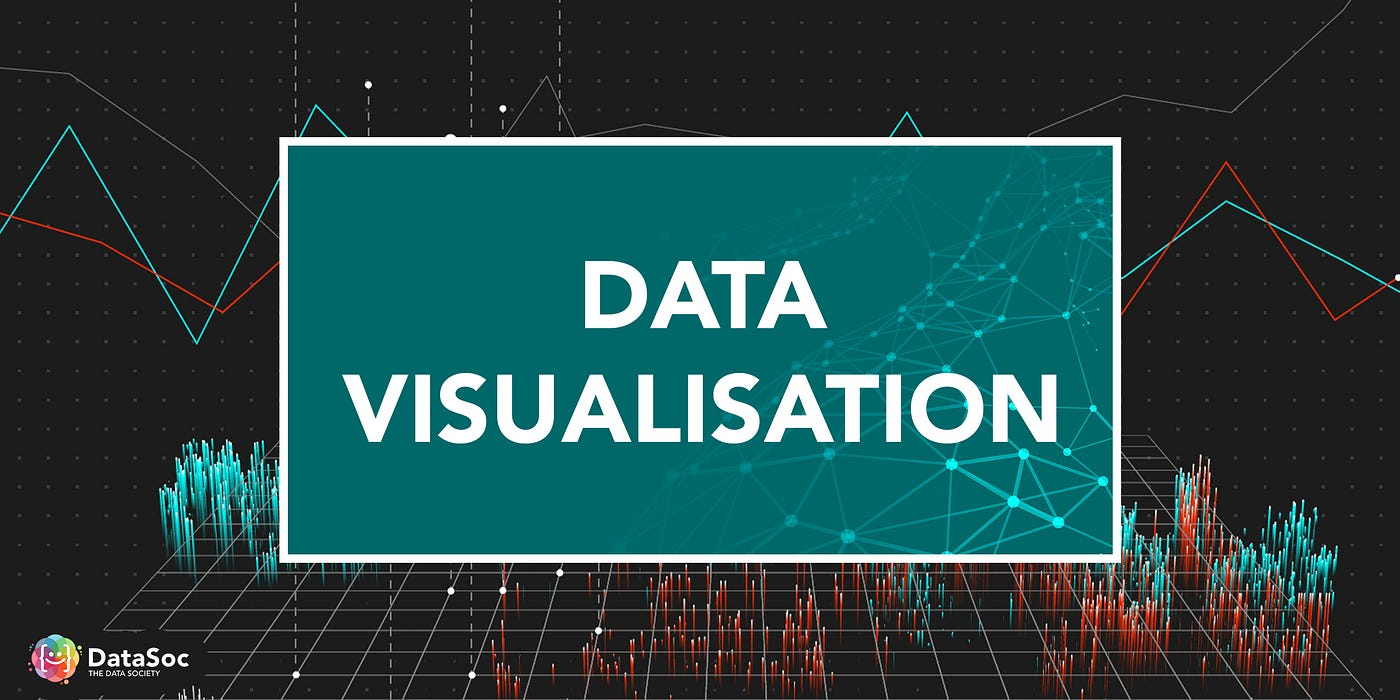 DATA
VISUALISATION
DataSoc
THE DATA SOCIETY